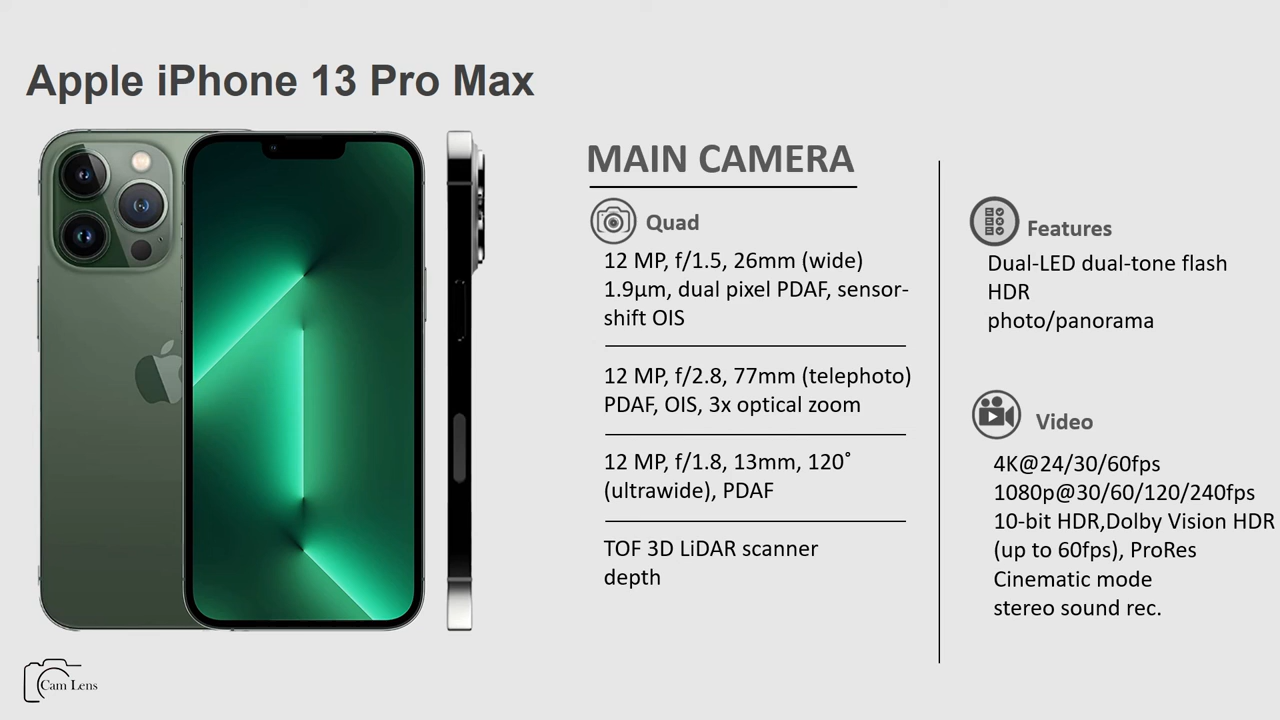 Apple iPhone 13 Pro Max
MAIN CAMERA
Quad
12 MP, f/1.5, 26mm (wide)
1.9µm, dual pixel PDAF, sensor-
shift OIS
12 MP, f/2.8, 77mm (telephoto)
PDAF, OIS, 3x optical zoom
12 MP, f/1.8, 13mm, 120˚
(ultrawide), PDAF
TOF 3D LiDAR scanner
depth
Features
Dual-LED dual-tone flash
HDR
photo/panorama
Video
4K@24/30/60fps
1080p@30/60/120/240fps
10-bit HDR,Dolby Vision HDR
(up to 60fps), ProRes
Cinematic mode
stereo sound rec.
Cam Lens